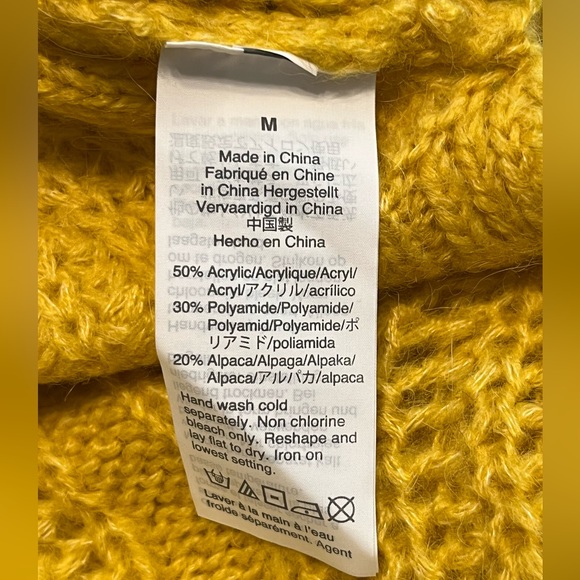 M
Made in China
Fabriqué en Chine
in China Hergestellt
Vervaardigd in China
中国製
Hecho en China
50% Acrylic/Acrylique/Acryl/
Acryl/アクリル/acrílico
30% Polyamide/Polyamide/
Polyamid/Polyamide/ポ
リアミド/poliamida
20% Alpaca/Alpaga/Alpaka/
Alpaca/アルパカ/alpaca
Hand wash cold
separately. Non chlorine
bleach only. Reshape and
lay flat to dry. Iron on
lowest setting.
Laver à la main à l'eau
froide séparément. Agent